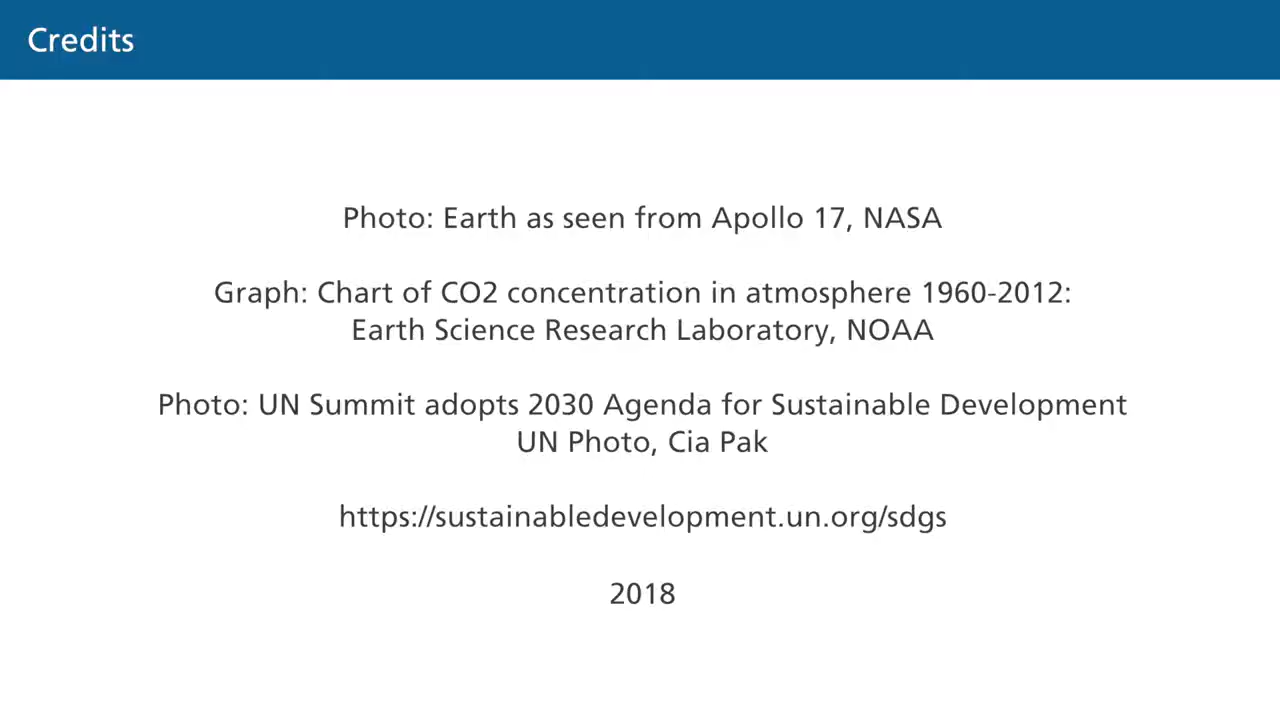 Credits
Photo: Earth as seen from Apollo 17, NASA
Graph: Chart of CO2 concentration in atmosphere 1960-2012:
Earth Science Research Laboratory, NOAA
Photo: UN Summit adopts 2030 Agenda for Sustainable Development
UN Photo, Cia Pak
https://sustainabledevelopment.un.org/sdgs
2018